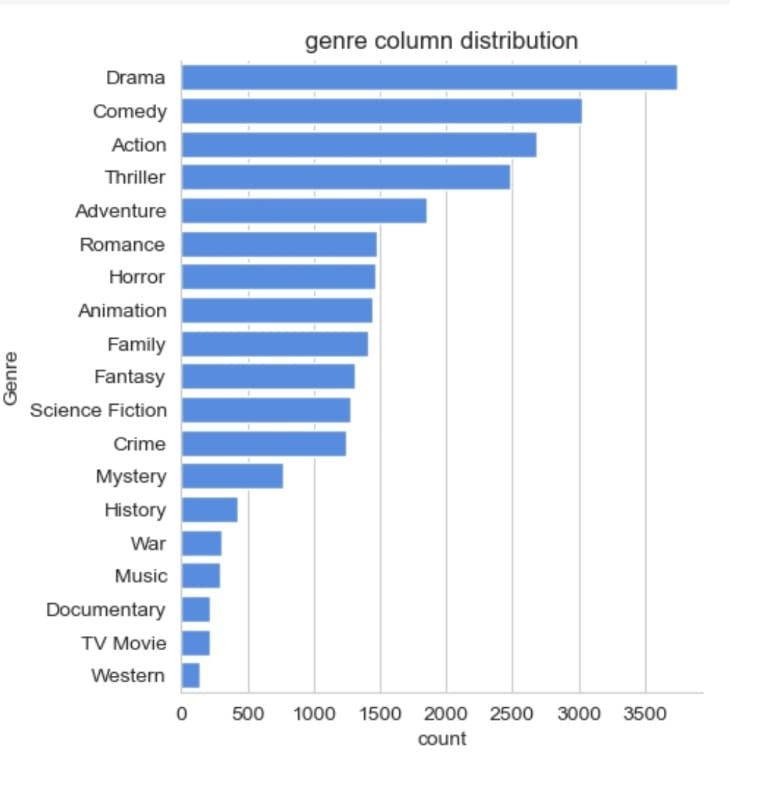 genre column distribution
Drama
Comedy
Action
Thriller
Adventure
Romance
Horror
Animation
Family
Fantasy
Science Fiction
Crime
Mystery
History
War
Music
Documentary
TV Movie
Western
Genre
0 500 1000 1500 2000 2500 3000 3500
count